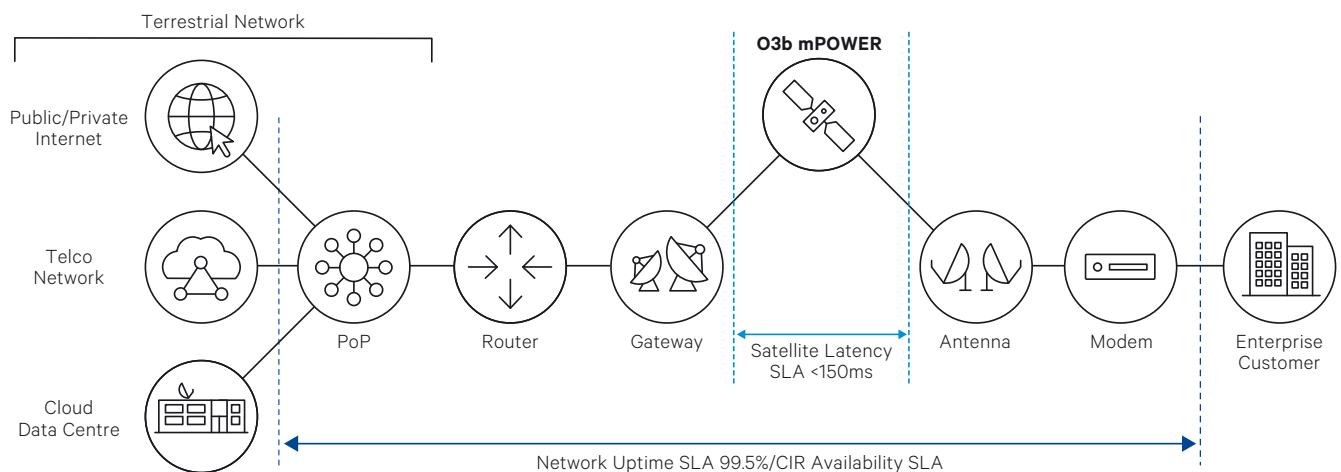 Terrestrial Network
O3b mPOWER
Public/Private
Internet
Telco
Network
PoP
Router
Gateway
Satellite Latency
SLA <150ms
Antenna
Modem
Enterprise
Customer
Cloud
Data Centre
Network Uptime SLA 99.5%/CIR Availability SLA